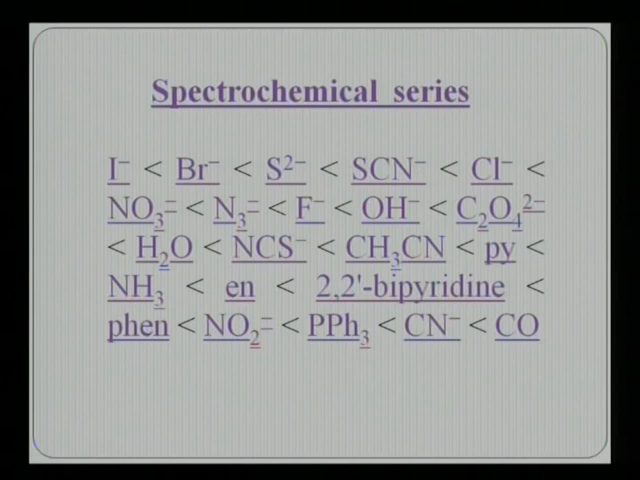 Spectrochemical series
I⁻ < Br⁻ < S²⁻ < SCN⁻ < Cl⁻ <
NO₃⁻ < N₃⁻ < F⁻ < OH⁻ < C₂O₄²⁻
< H₂O < NCS⁻ < CH₃CN < py <
NH₃ < en < 2,2'-bipyridine <
phen < NO₂⁻ < PPh₃ < CN⁻ < CO